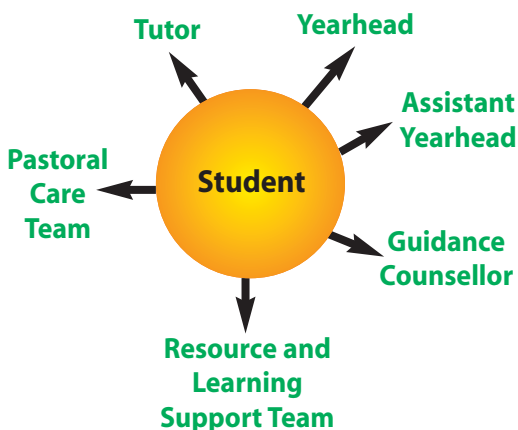 Tutor
Yearhead
Assistant
Yearhead
Pastoral
Care
Team
Student
Guidance
Counsellor
Resource and
Learning
Support Team